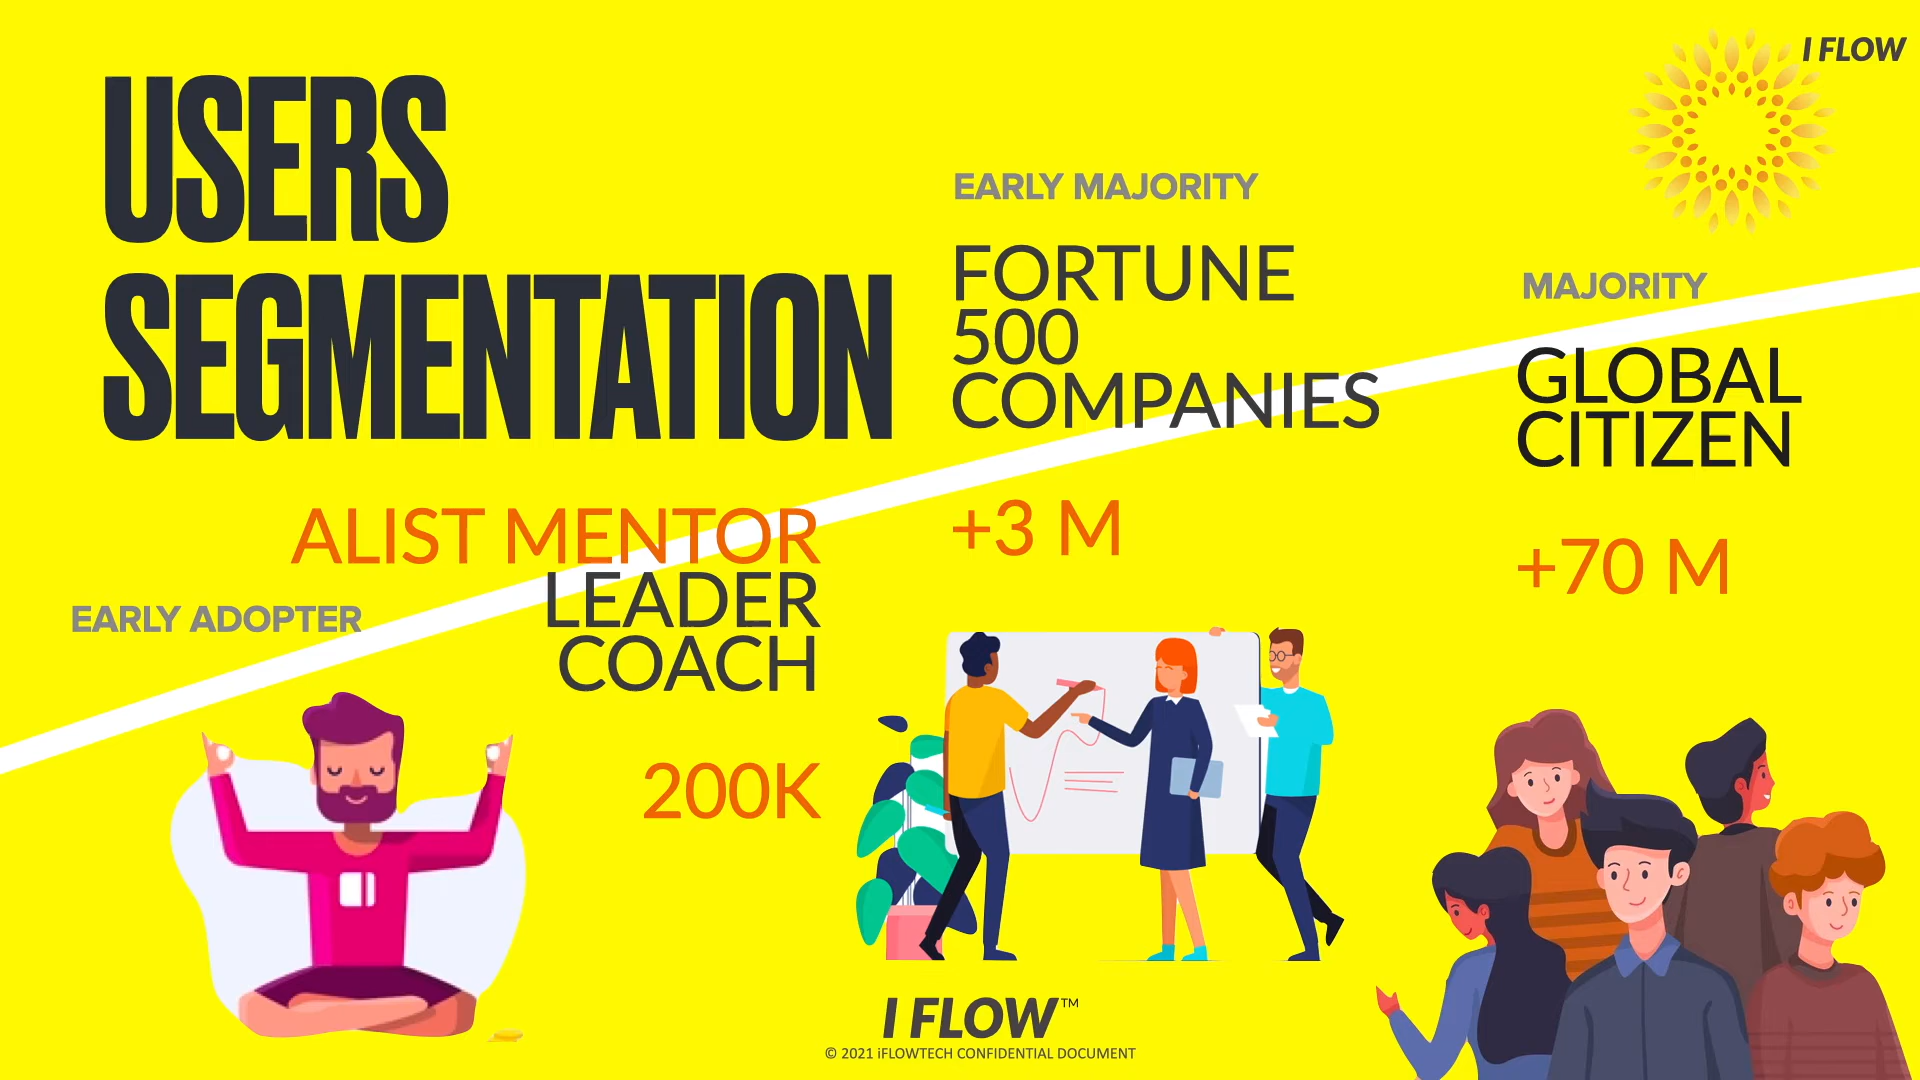 I FLOW
USERS
SEGMENTATION
EARLY MAJORITY
FORTUNE
500
COMPANIES
+3 M
MAJORITY
GLOBAL
CITIZEN
+70 M
EARLY ADOPTER
ALIST MENTOR
LEADER
COACH
200K
I FLOW™
© 2021 iFLOWTECH CONFIDENTIAL DOCUMENT